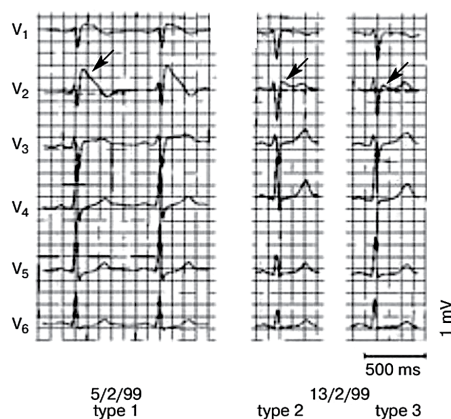 V1
V2
V3
V4
V5
V6
1 mV
500 ms
5/2/99
type 1
13/2/99
type 2
type 3